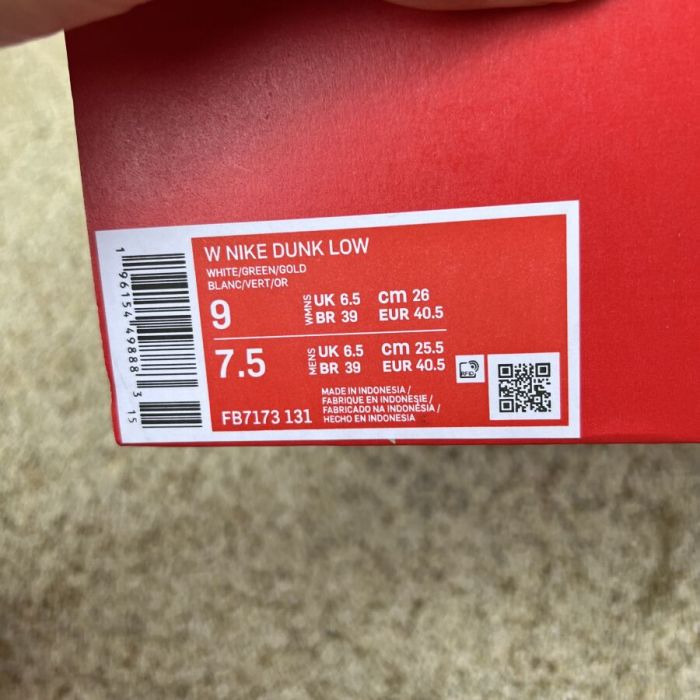 W NIKE DUNK LOW
WHITE/GREEN/GOLD
BLANC/VERT/OR
9 WMNS UK 6.5 cm 26
BR 39 EUR 40.5
7.5 MENS UK 6.5 cm 25.5
BR 39 EUR 40.5
RFID
MADE IN INDONESIA /
FABRIQUE EN INDONÉSIE /
FABRICADO NA INDONÉSIA /
HECHO EN INDONESIA
FB7173 131
1 96154 49888 3 15